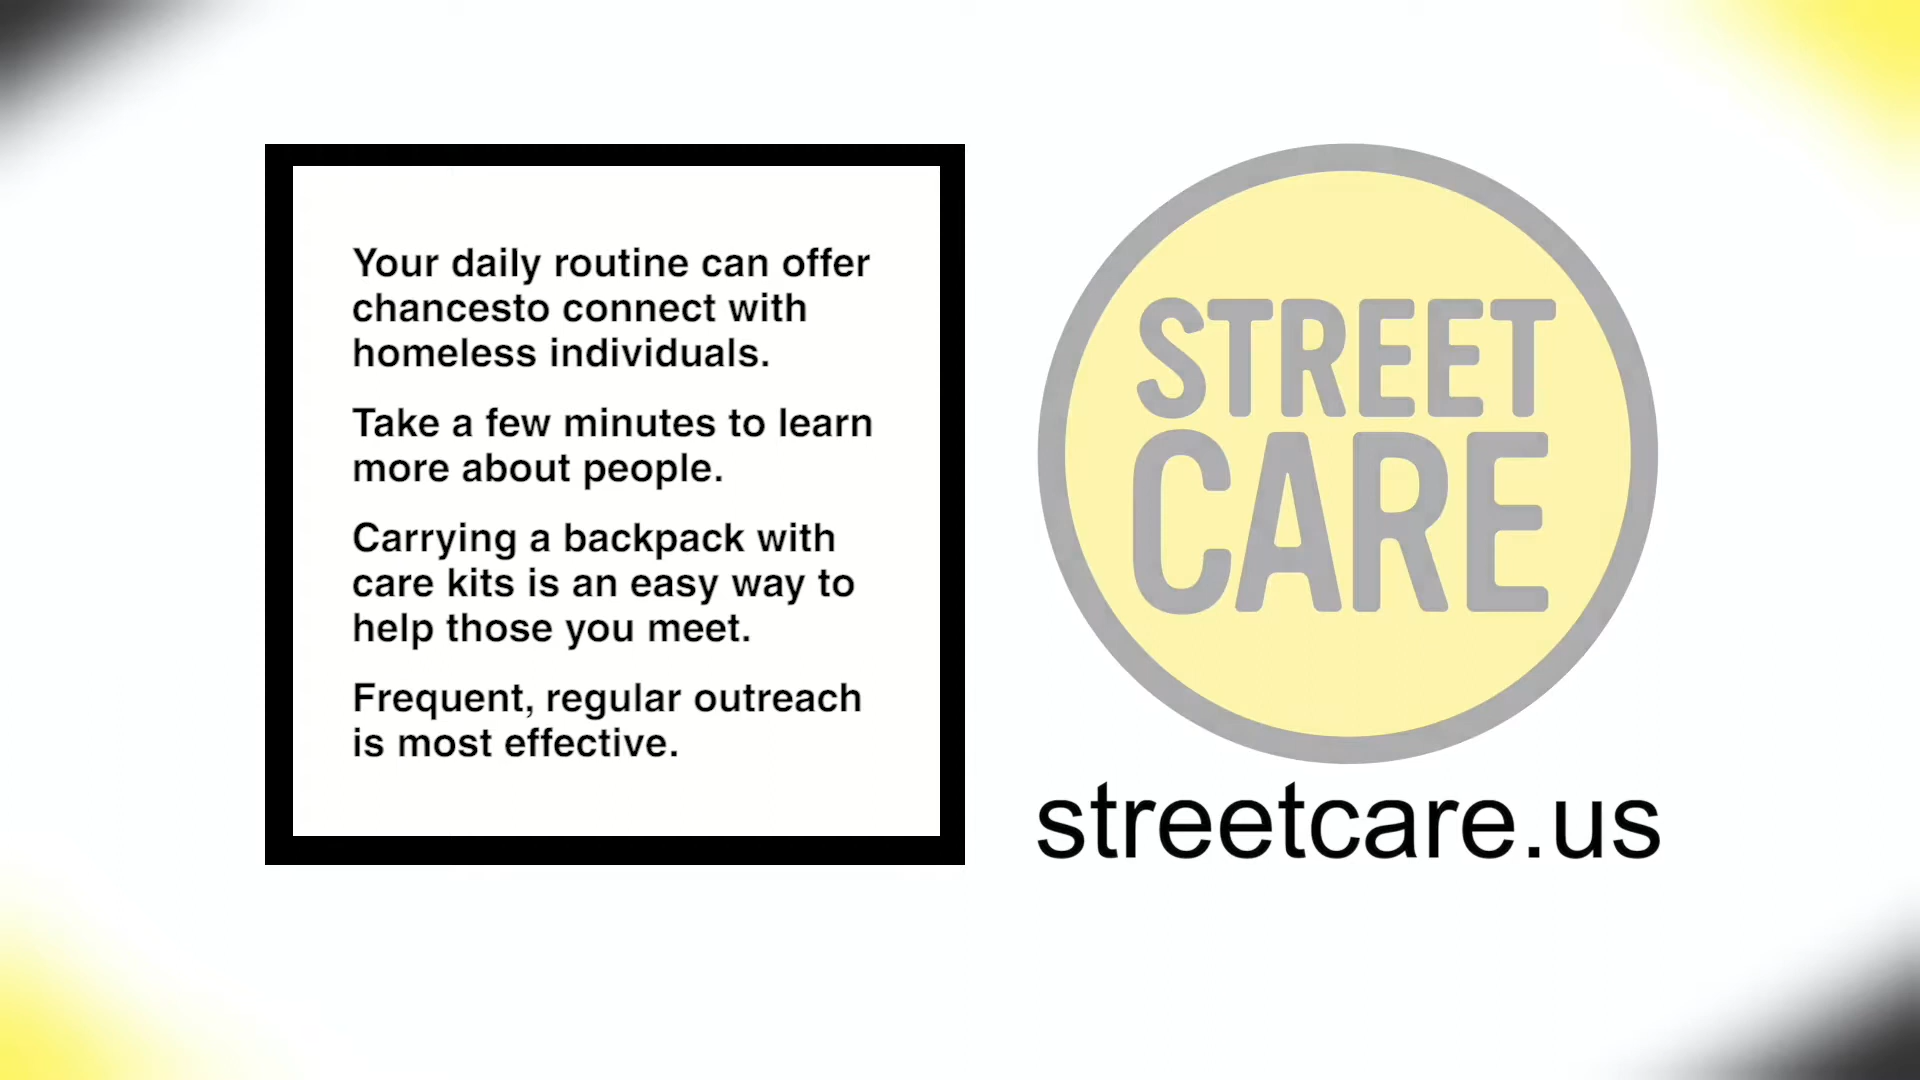 Your daily routine can offer
chancesto connect with
homeless individuals.
Take a few minutes to learn
more about people.
Carrying a backpack with
care kits is an easy way to
help those you meet.
Frequent, regular outreach
is most effective.
STREET
CARE
streetcare.us